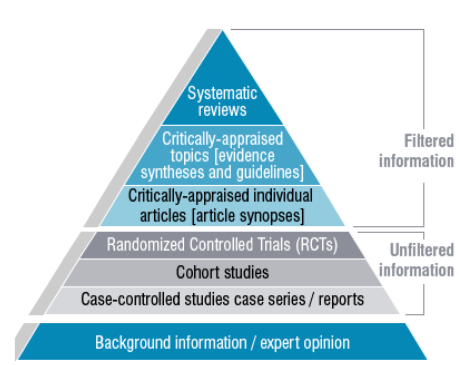 Systematic
reviews
Critically-appraised
topics [evidence
syntheses and guidelines]
Filtered
information
Critically-appraised individual
articles [article synopses]
Randomized Controlled Trials (RCTs)
Unfiltered
information
Cohort studies
Case-controlled studies case series / reports
Background information / expert opinion